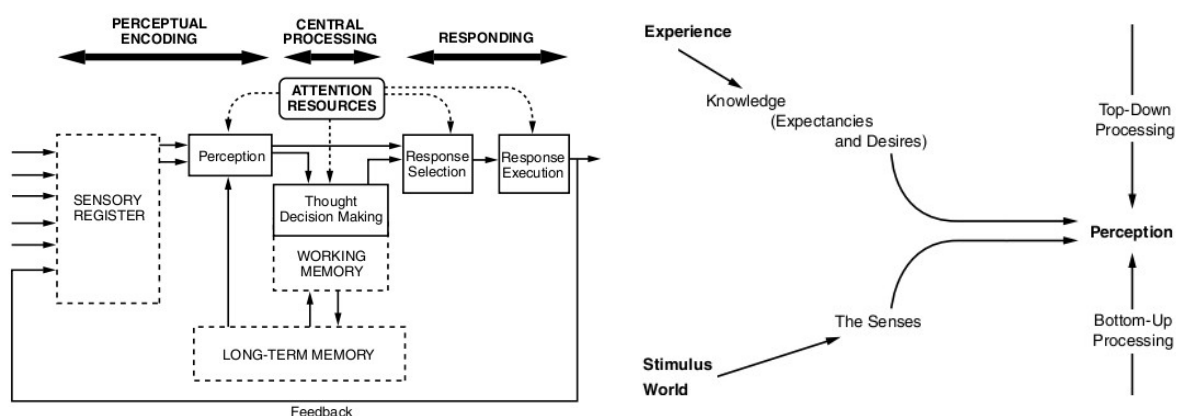 PERCEPTUAL
ENCODING
CENTRAL
PROCESSING
RESPONDING
ATTENTION
RESOURCES
SENSORY
REGISTER
Perception
Response
Selection
Response
Execution
Thought
Decision Making
WORKING
MEMORY
LONG-TERM MEMORY
Feedback
Experience
Knowledge
(Expectancies
and Desires)
Top-Down
Processing
Perception
The Senses
Bottom-Up
Processing
Stimulus
World